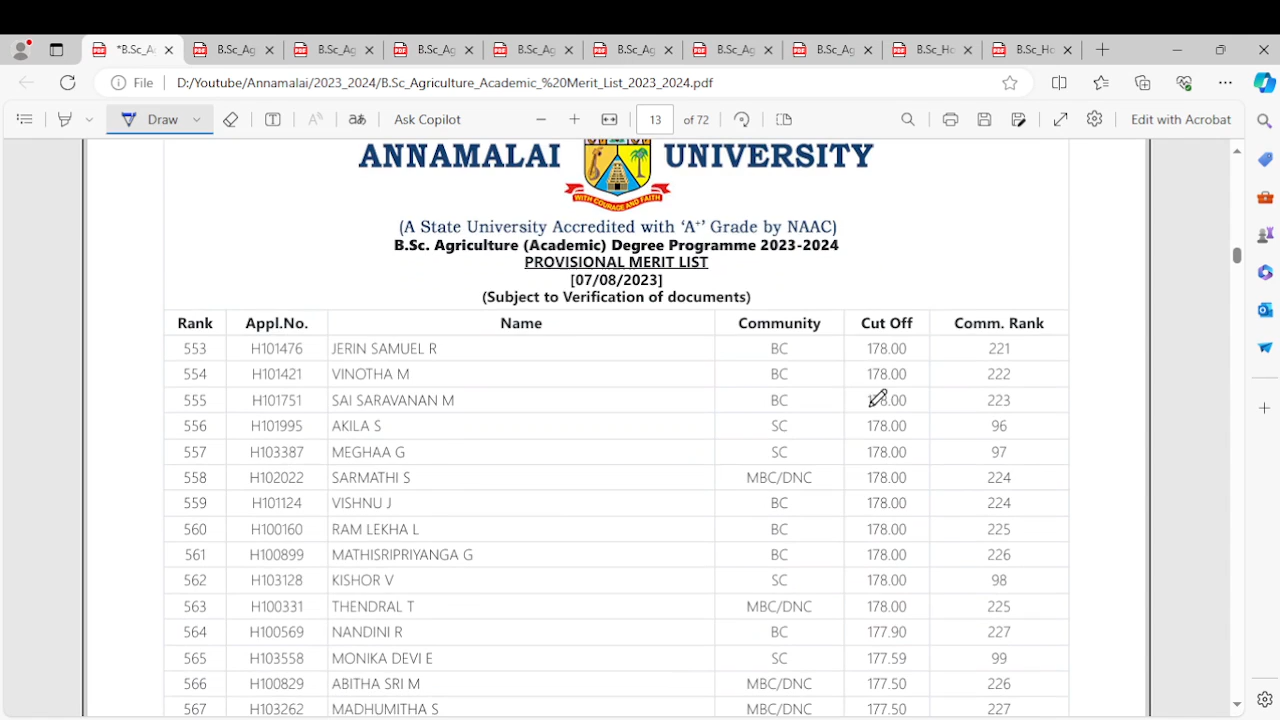 *B.Sc_Ag
B.Sc_Ag
B.Sc_Ag
B.Sc_Ag
B.Sc_Ag
B.Sc_Ag
B.Sc_Ag
B.Sc_Ag
B.Sc_Ho
B.Sc_Ho
File D:/Youtube/Annamalai/2023_2024/B.Sc_Agriculture_Academic_%20Merit_List_2023_2024.pdf
Draw Ask Copilot 13 of 72 Edit with Acrobat
ANNAMALAI UNIVERSITY
WITH COURAGE AND FAITH
(A State University Accredited with ‘A+’ Grade by NAAC)
B.Sc. Agriculture (Academic) Degree Programme 2023-2024
PROVISIONAL MERIT LIST
[07/08/2023]
(Subject to Verification of documents)
Rank Appl.No. Name Community Cut Off Comm. Rank
553 H101476 JERIN SAMUEL R BC 178.00 221
554 H101421 VINOTHA M BC 178.00 222
555 H101751 SAI SARAVANAN M BC 178.00 223
556 H101995 AKILA S SC 178.00 96
557 H103387 MEGHAA G SC 178.00 97
558 H102022 SARMATHI S MBC/DNC 178.00 224
559 H101124 VISHNU J BC 178.00 224
560 H100160 RAM LEKHA L BC 178.00 225
561 H100899 MATHISRIPRIYANGA G BC 178.00 226
562 H103128 KISHOR V SC 178.00 98
563 H100331 THENDRAL T MBC/DNC 178.00 225
564 H100569 NANDINI R BC 177.90 227
565 H103558 MONIKA DEVI E SC 177.59 99
566 H100829 ABITHA SRI M MBC/DNC 177.50 226
567 H103262 MADHUMITHA S MBC/DNC 177.50 227